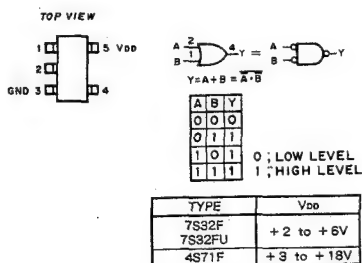 TOP VIEW
1 5 VDD
2
GND 3 4
A 2 4 Y = A Y
B 1 B
Y=A+B=A̅·B̅
A B Y
0 0 0
0 1 1
1 0 1
1 1 1
0 ; LOW LEVEL
1 ; HIGH LEVEL
TYPE VDD
7S32F
7S32FU
+2 to +6V
4S71F +3 to +18V